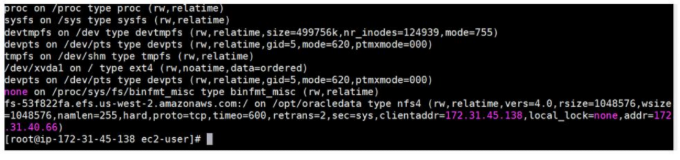 proc on /proc type proc (rw,relatime)
sysfs on /sys type sysfs (rw,relatime)
devtmpfs on /dev type devtmpfs (rw,relatime,size=499756k,nr_inodes=124939,mode=755)
devpts on /dev/pts type devpts (rw,relatime,gid=5,mode=620,ptmxmode=000)
tmpfs on /dev/shm type tmpfs (rw,relatime)
/dev/xvda1 on / type ext4 (rw,noatime,data=ordered)
devpts on /dev/pts type devpts (rw,relatime,gid=5,mode=620,ptmxmode=000)
none on /proc/sys/fs/binfmt_misc type binfmt_misc (rw,relatime)
fs-53f822fa.efs.us-west-2.amazonaws.com:/ on /opt/oracledata type nfs4 (rw,relatime,vers=4.0,rsize=1048576,wsize
=1048576,namlen=255,hard,proto=tcp,timeo=600,retrans=2,sec=sys,clientaddr=172.31.45.138,local_lock=none,addr=172
.31.40.66)
[root@ip-172-31-45-138 ec2-user]#